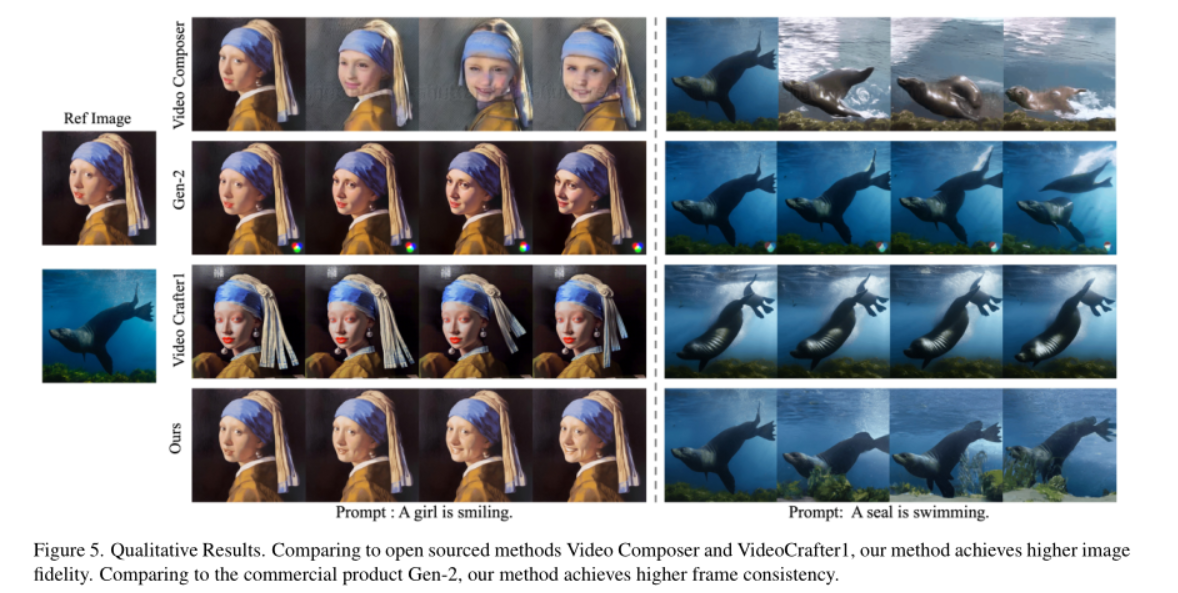 Video Composer
Ref Image
Gen-2
Video Crafter1
Ours
Prompt : A girl is smiling.
Prompt:  A seal is swimming.
Figure 5. Qualitative Results. Comparing to open sourced methods Video Composer and VideoCrafter1, our method achieves higher image
fidelity. Comparing to the commercial product Gen-2, our method achieves higher frame consistency.